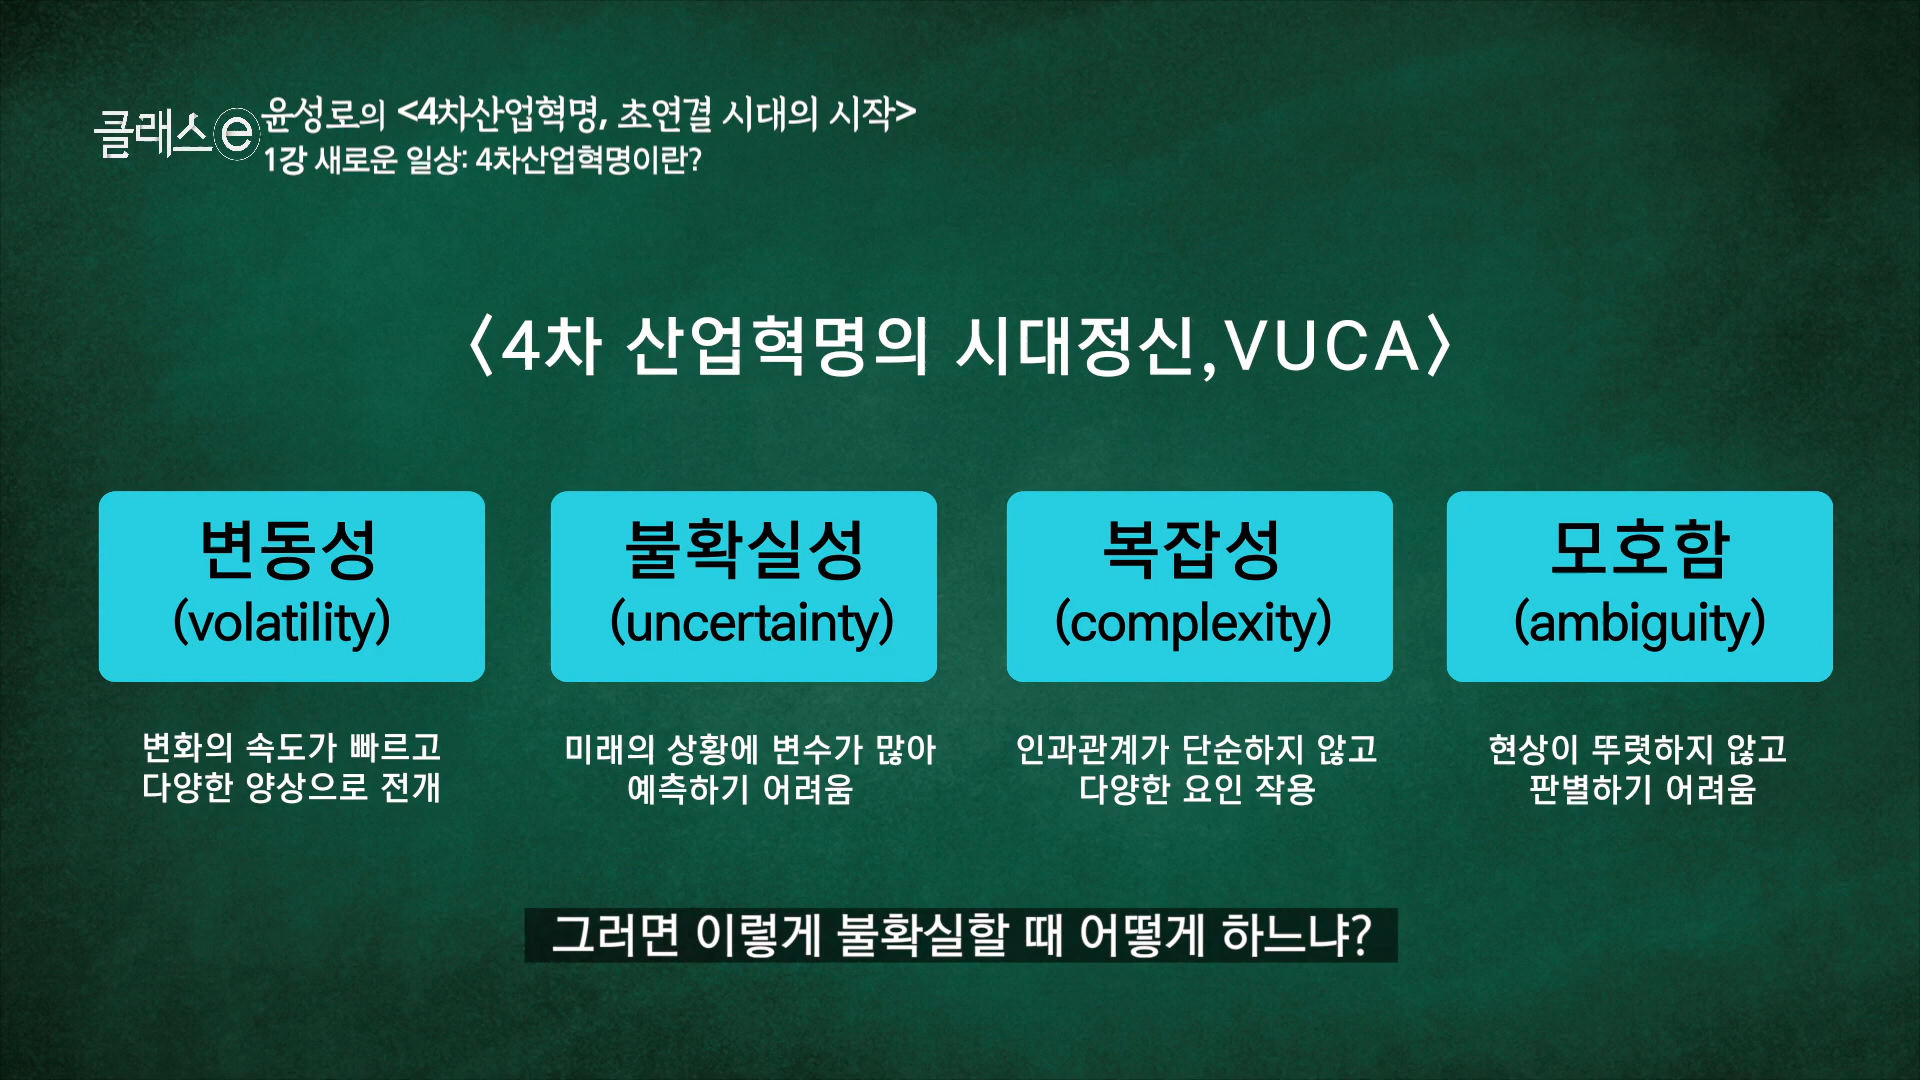 클래스e
윤성로의 <4차산업혁명, 초연결 시대의 시작>
1강 새로운 일상: 4차산업혁명이란?
〈4차 산업혁명의 시대정신,VUCA〉
변동성
(volatility)
변화의 속도가 빠르고
다양한 양상으로 전개
불확실성
(uncertainty)
미래의 상황에 변수가 많아
예측하기 어려움
복잡성
(complexity)
인과관계가 단순하지 않고
다양한 요인 작용
모호함
(ambiguity)
현상이 뚜렷하지 않고
판별하기 어려움
그러면 이렇게 불확실할 때 어떻게 하느냐?